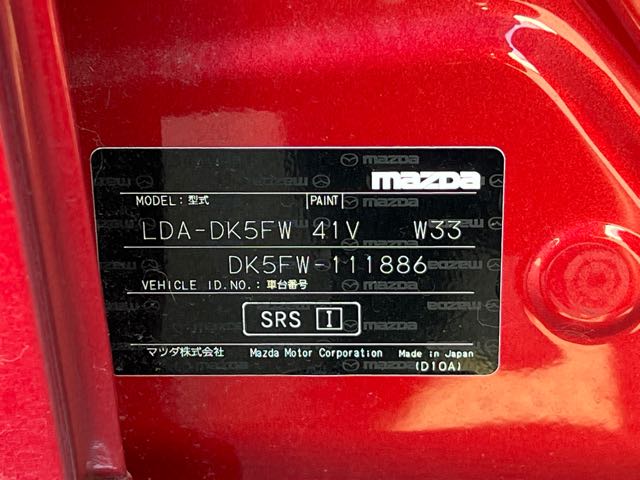 mazda
MODEL:型式 PAINT
LDA-DK5FW 41V W33
DK5FW-111886
VEHICLE ID.NO.:車台番号
SRS I
マツダ株式会社 Mazda Motor Corporation Made in Japan
(D10A)